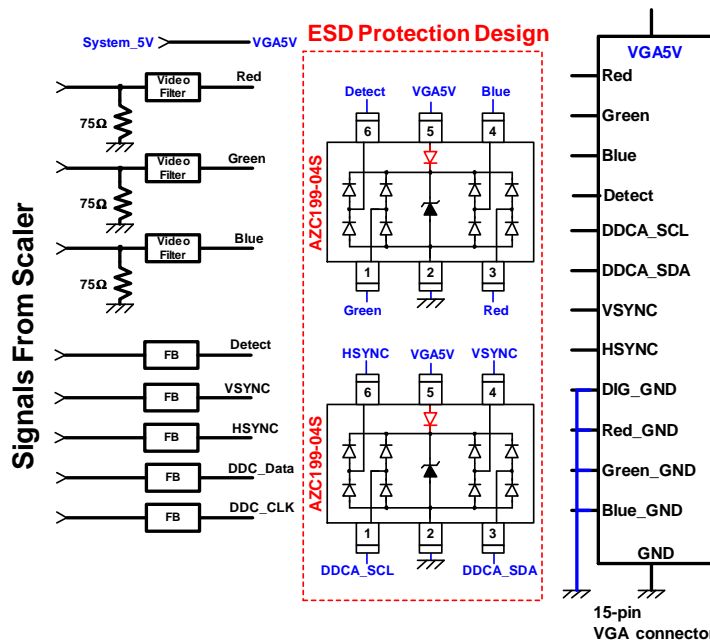 System_5V
VGA5V
Red
Video
Filter
75Ω
Green
Video
Filter
75Ω
Blue
Video
Filter
75Ω
Signals From Scaler
Detect
FB
VSYNC
FB
HSYNC
FB
DDC_Data
FB
DDC_CLK
FB
ESD Protection Design
Detect
VGA5V
Blue
6
5
4
AZC199-04S
1
2
3
Green
Red
HSYNC
VGA5V
VSYNC
6
5
4
AZC199-04S
1
2
3
DDCA_SCL
DDCA_SDA
VGA5V
Red
Green
Blue
Detect
DDCA_SCL
DDCA_SDA
VSYNC
HSYNC
DIG_GND
Red_GND
Green_GND
Blue_GND
GND
15-pin
VGA connector